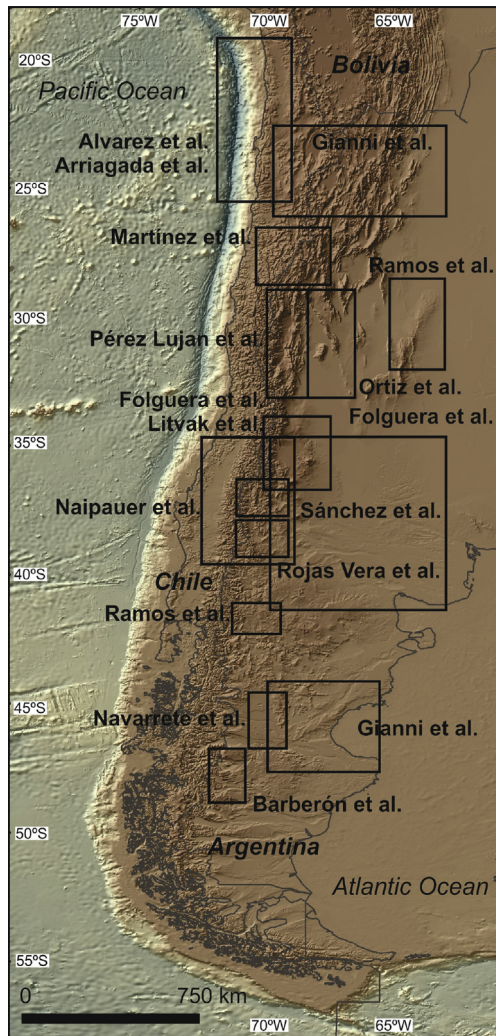 75ºW
70ºW
65ºW
20ºS
Bolivia
Pacific Ocean
Alvarez et al.
Arriagada et al.
Gianni et al.
25ºS
Martínez et al.
Ramos et al.
30ºS
Pérez Lujan et al.
Ortiz et al.
Folguera et al.
Folguera et al.
Litvak et al.
35ºS
Naipauer et al.
Sánchez et al.
40ºS
Chile
Rojas Vera et al.
Ramos et al.
45ºS
Navarrete et al.
Gianni et al.
Barberón et al.
50ºS
Argentina
Atlantic Ocean
55ºS
0
750 km
70ºW
65ºW